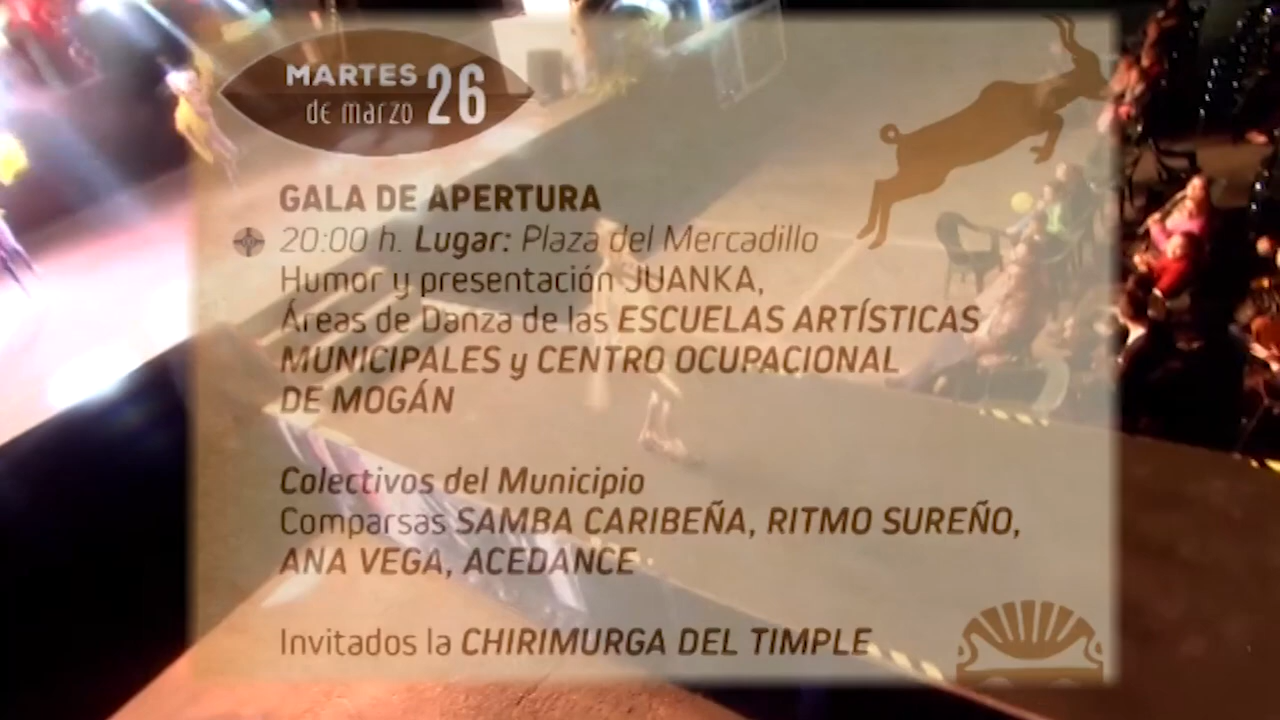 MARTES 26
de marzo
GALA DE APERTURA
20:00 h. Lugar: Plaza del Mercadillo
Humor y presentación JUANKA,
Áreas de Danza de las ESCUELAS ARTÍSTICAS
MUNICIPALES y CENTRO OCUPACIONAL
DE MOGÁN
Colectivos del Municipio
Comparsas SAMBA CARIBEÑA, RITMO SUREÑO,
ANA VEGA, ACEDANCE
Invitados la CHIRIMURGA DEL TIMPLE